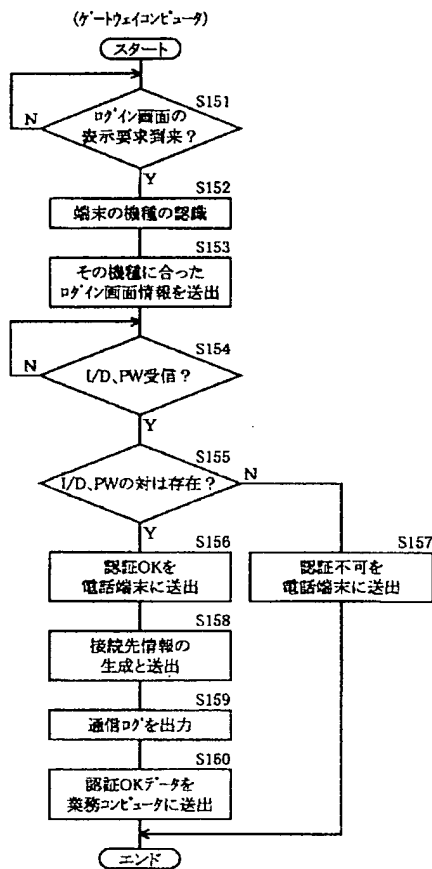 (ゲートウェイコンピュータ)
スタート
S151
ログイン画面の
表示要求到来？
N
Y
S152
端末の機種の認識
S153
その機種に合った
ログイン画面情報を送出
S154
N
I/D、PW受信？
Y
S155
I/D、PWの対は存在？
N
Y
S156
認証OKを
電話端末に送出
S157
認証不可を
電話端末に送出
S158
接続先情報の
生成と送出
S159
通信ログを出力
S160
認証OKデータを
業務コンピュータに送出
エンド